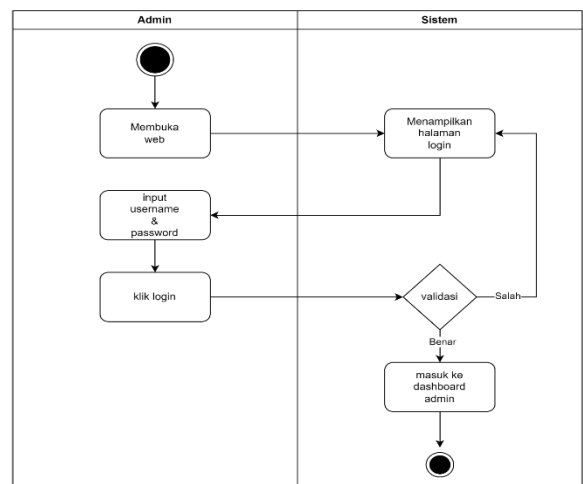 Admin
Sistem
Membuka
web
Menampilkan
halaman
login
input
username
&
password
klik login
validasi
Salah
Benar
masuk ke
dashboard
admin